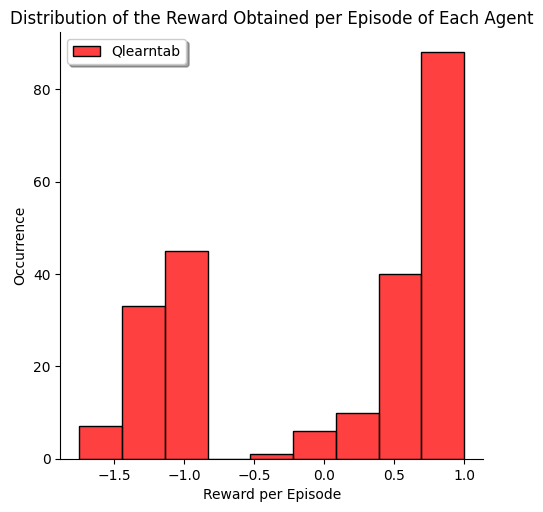 Distribution of the Reward Obtained per Episode of Each Agent
Qlearntab
80
60
40
20
0
Occurrence
−1.5 −1.0 −0.5 0.0 0.5 1.0
Reward per Episode